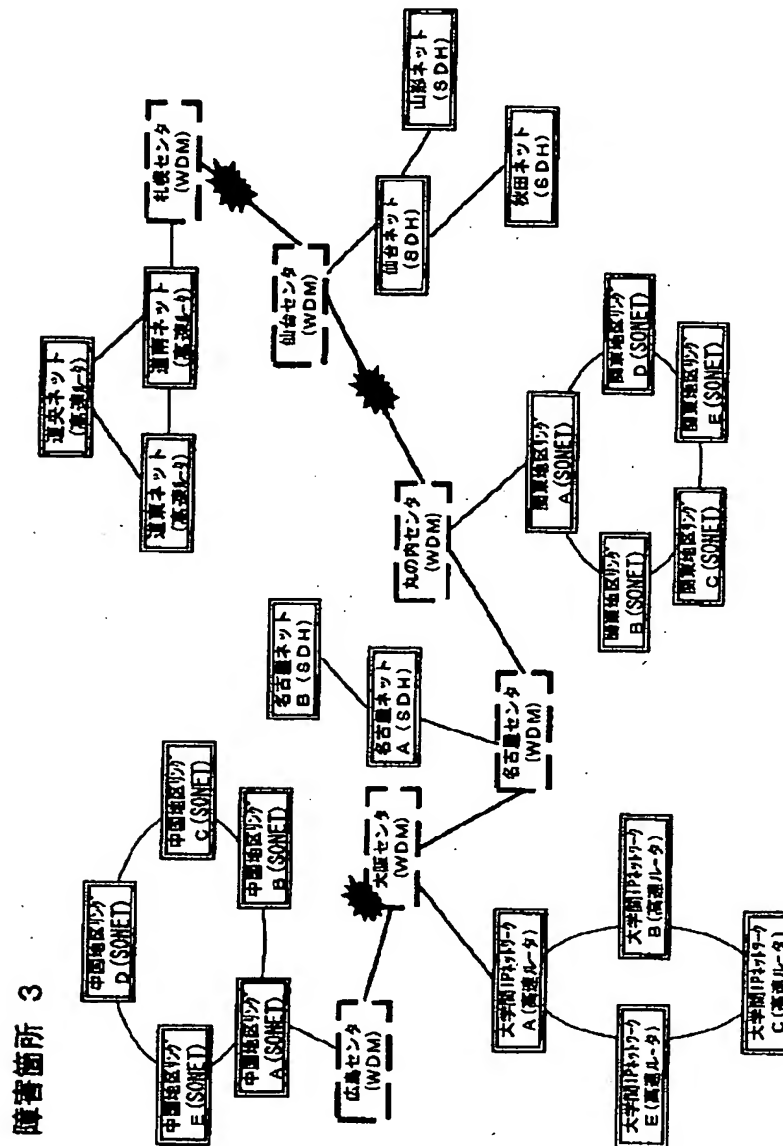 障害箇所 3
中国地区リング
D (SONET)
中国地区リング
E (SONET)
中国地区リング
C (SONET)
中国地区リング
A (SONET)
中国地区リング
B (SONET)
広島センタ
(WDM)
大阪センタ
(WDM)
大学間IPネットワーク
A (高速ルータ)
大学間IPネットワーク
E (高速ルータ)
大学間IPネットワーク
B (高速ルータ)
大学間IPネットワーク
C (高速ルータ)
名古屋ネット
B (SDH)
名古屋ネット
A (SDH)
名古屋センタ
(WDM)
丸の内センタ
(WDM)
関東地区リング
A (SONET)
関東地区リング
B (SONET)
関東地区リング
D (SONET)
関東地区リング
C (SONET)
関東地区リング
E (SONET)
道央ネット
(高速ルータ)
道東ネット
(高速ルータ)
道南ネット
(高速ルータ)
札幌センタ
(WDM)
仙台センタ
(WDM)
仙台ネット
(SDH)
山形ネット
(SDH)
秋田ネット
(SDH)